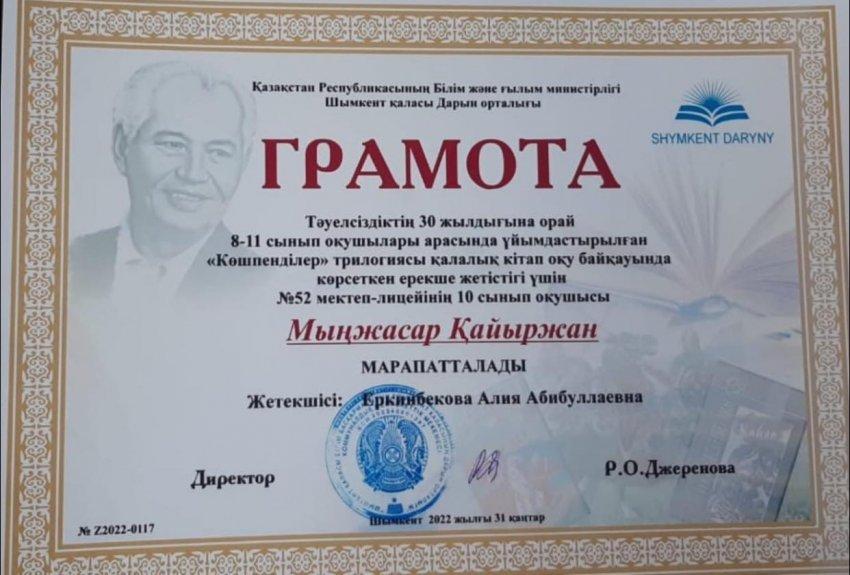 Қазақстан Республикасының Білім және ғылым министірлігі
Шымкент қаласы Дарын орталығы
SHYMKENT DARYNY
ГРАМОТА
Тәуелсіздіктің 30 жылдығына орай
8-11 сынып оқушылары арасында ұйымдастырылған
«Көшпенділер» трилогиясы қалалық кітап оқу байқауында
көрсеткен ерекше жетістігі үшін
№52 мектеп-лицейінің 10 сынып оқушысы
Мыңжасар Қайыржан
МАРАПАТТАЛАДЫ
Жетекшісі: Еркинбекова Алия Абибуллаевна
Директор
Р.О.Джеренова
№ Z2022-0117
Шымкент 2022 жылғы 31 қаңтар